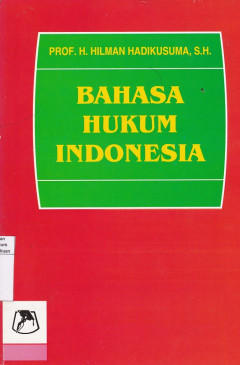 PROF. H. HILMAN HADIKUSUMA, S.H.
BAHASA
HUKUM
INDONESIA